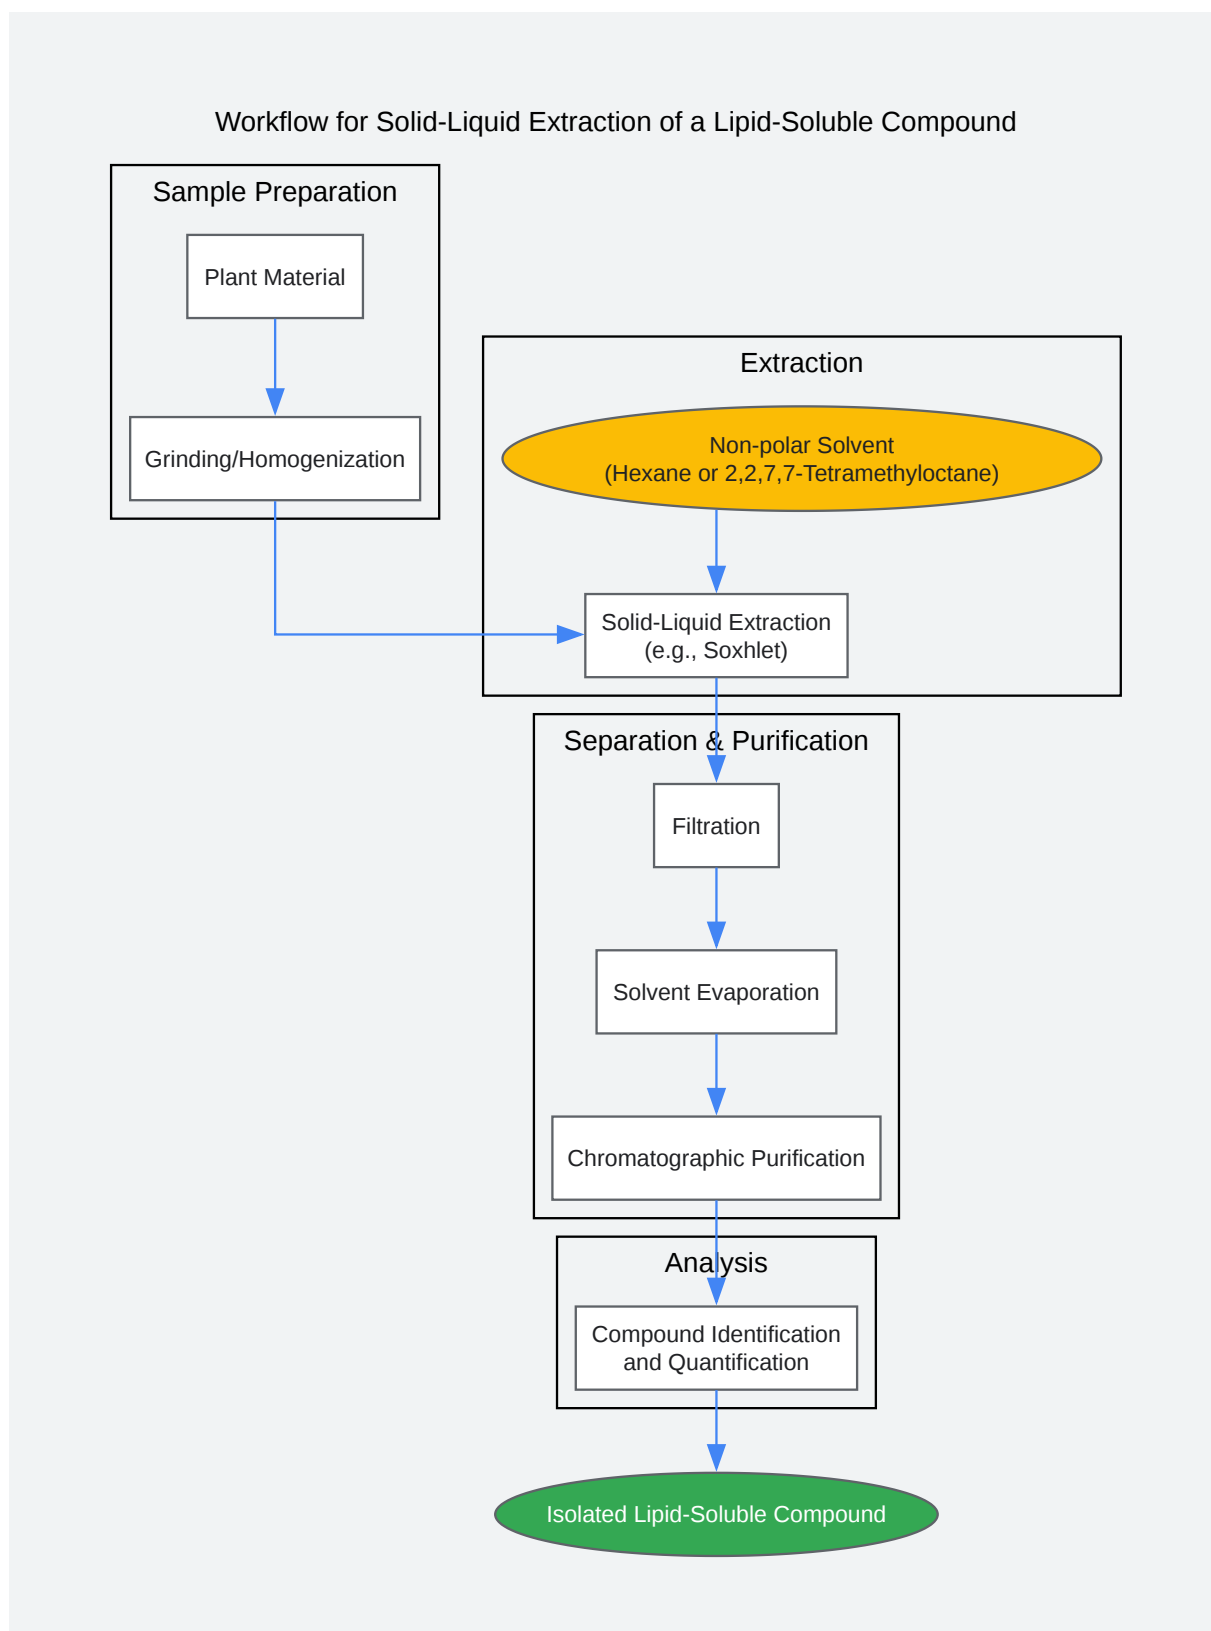 Workflow for Solid-Liquid Extraction of a Lipid-Soluble Compound
Sample Preparation
Plant Material
Grinding/Homogenization
Extraction
Non-polar Solvent
(Hexane or 2,2,7,7-Tetramethyloctane)
Solid-Liquid Extraction
(e.g., Soxhlet)
Separation & Purification
Filtration
Solvent Evaporation
Chromatographic Purification
Analysis
Compound Identification
and Quantification
Isolated Lipid-Soluble Compound